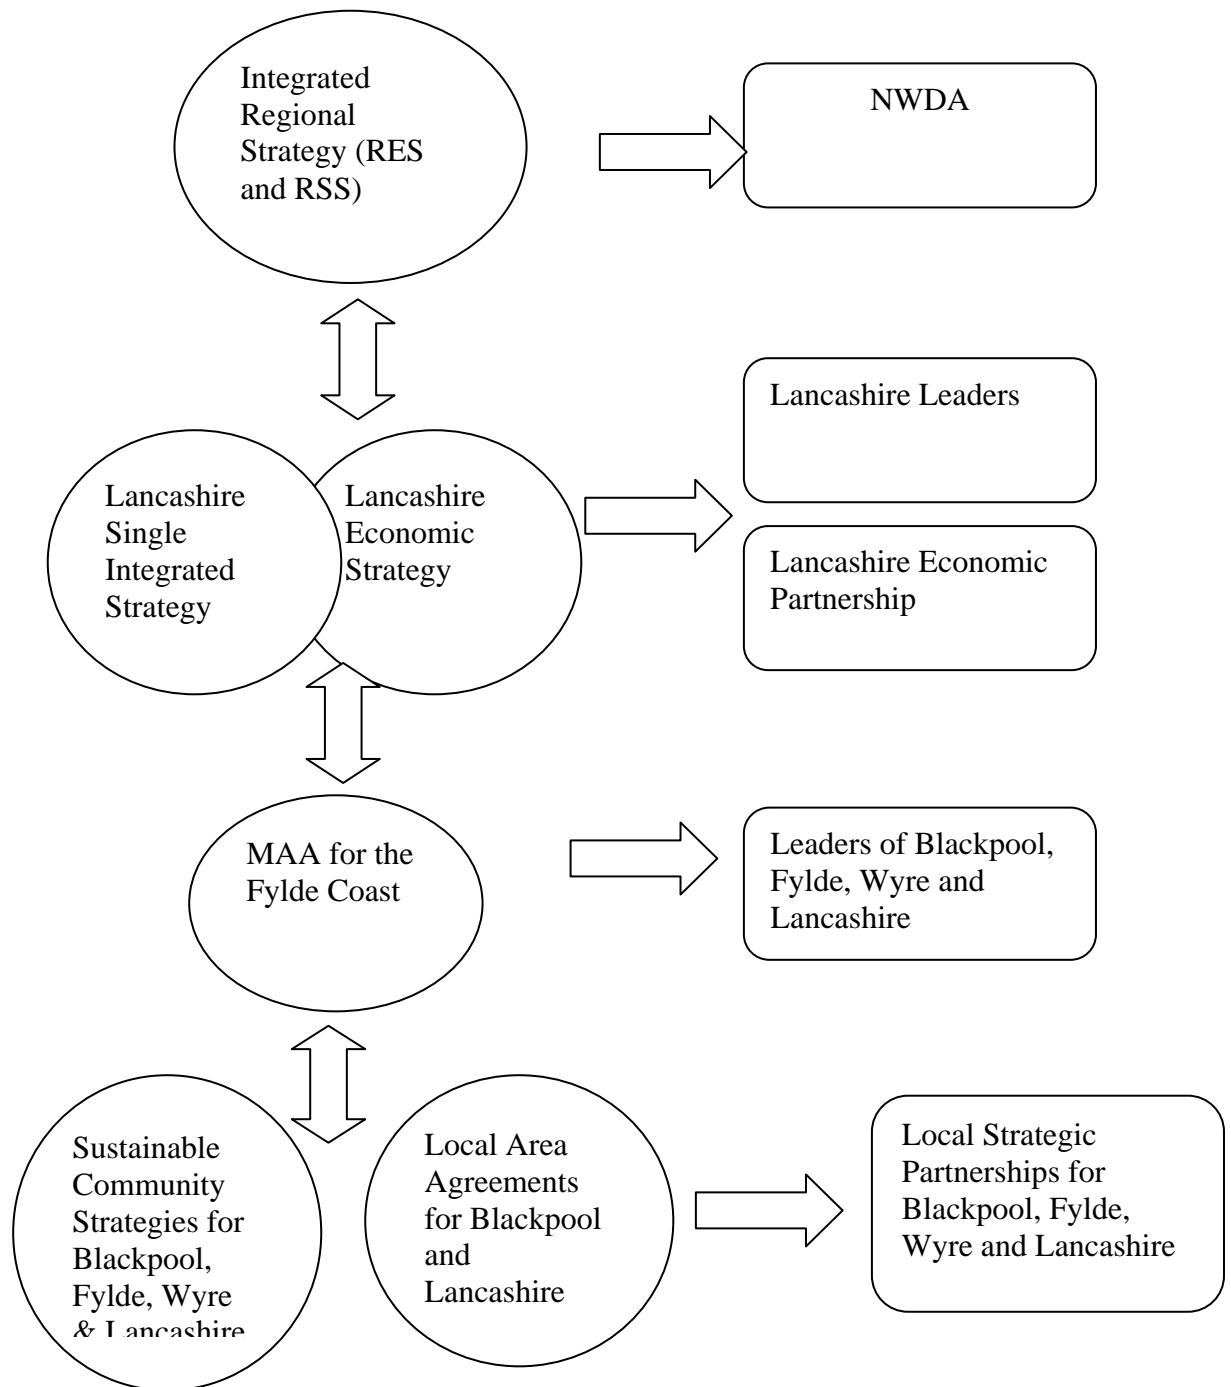 Integrated
Regional
Strategy (RES
and RSS)
NWDA
Lancashire Leaders
Lancashire
Single
Integrated
Strategy
Lancashire
Economic
Strategy
Lancashire Economic
Partnership
MAA for the
Fylde Coast
Leaders of Blackpool,
Fylde, Wyre and
Lancashire
Sustainable
Community
Strategies for
Blackpool,
Fylde, Wyre
& Lancashire
Local Area
Agreements
for Blackpool
and
Lancashire
Local Strategic
Partnerships for
Blackpool, Fylde,
Wyre and Lancashire